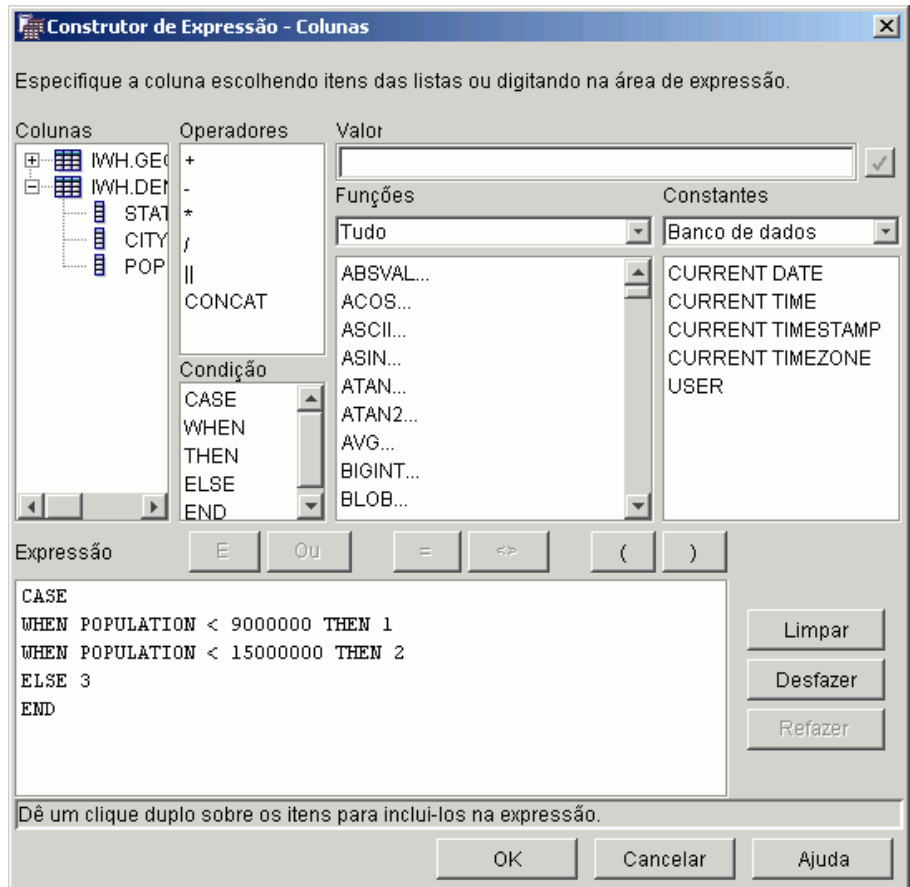 Construtor de Expressão - Colunas
Especifique a coluna escolhendo itens das listas ou digitando na área de expressão.
Colunas
IWH.GEO
IWH.DEM
STAT
CITY
POP
Operadores
+
-
*
/
||
CONCAT
Condição
CASE
WHEN
THEN
ELSE
END
Valor
Funções
Tudo
ABSVAL...
ACOS...
ASCII...
ASIN...
ATAN...
ATAN2...
AVG...
BIGINT...
BLOB...
Constantes
Banco de dados
CURRENT DATE
CURRENT TIME
CURRENT TIMESTAMP
CURRENT TIMEZONE
USER
Expressão
E
Ou
=
<>
(
)
CASE
WHEN POPULATION < 9000000 THEN 1
WHEN POPULATION < 15000000 THEN 2
ELSE 3
END
Limpar
Desfazer
Refazer
Dê um clique duplo sobre os itens para inclui-los na expressão.
OK
Cancelar
Ajuda